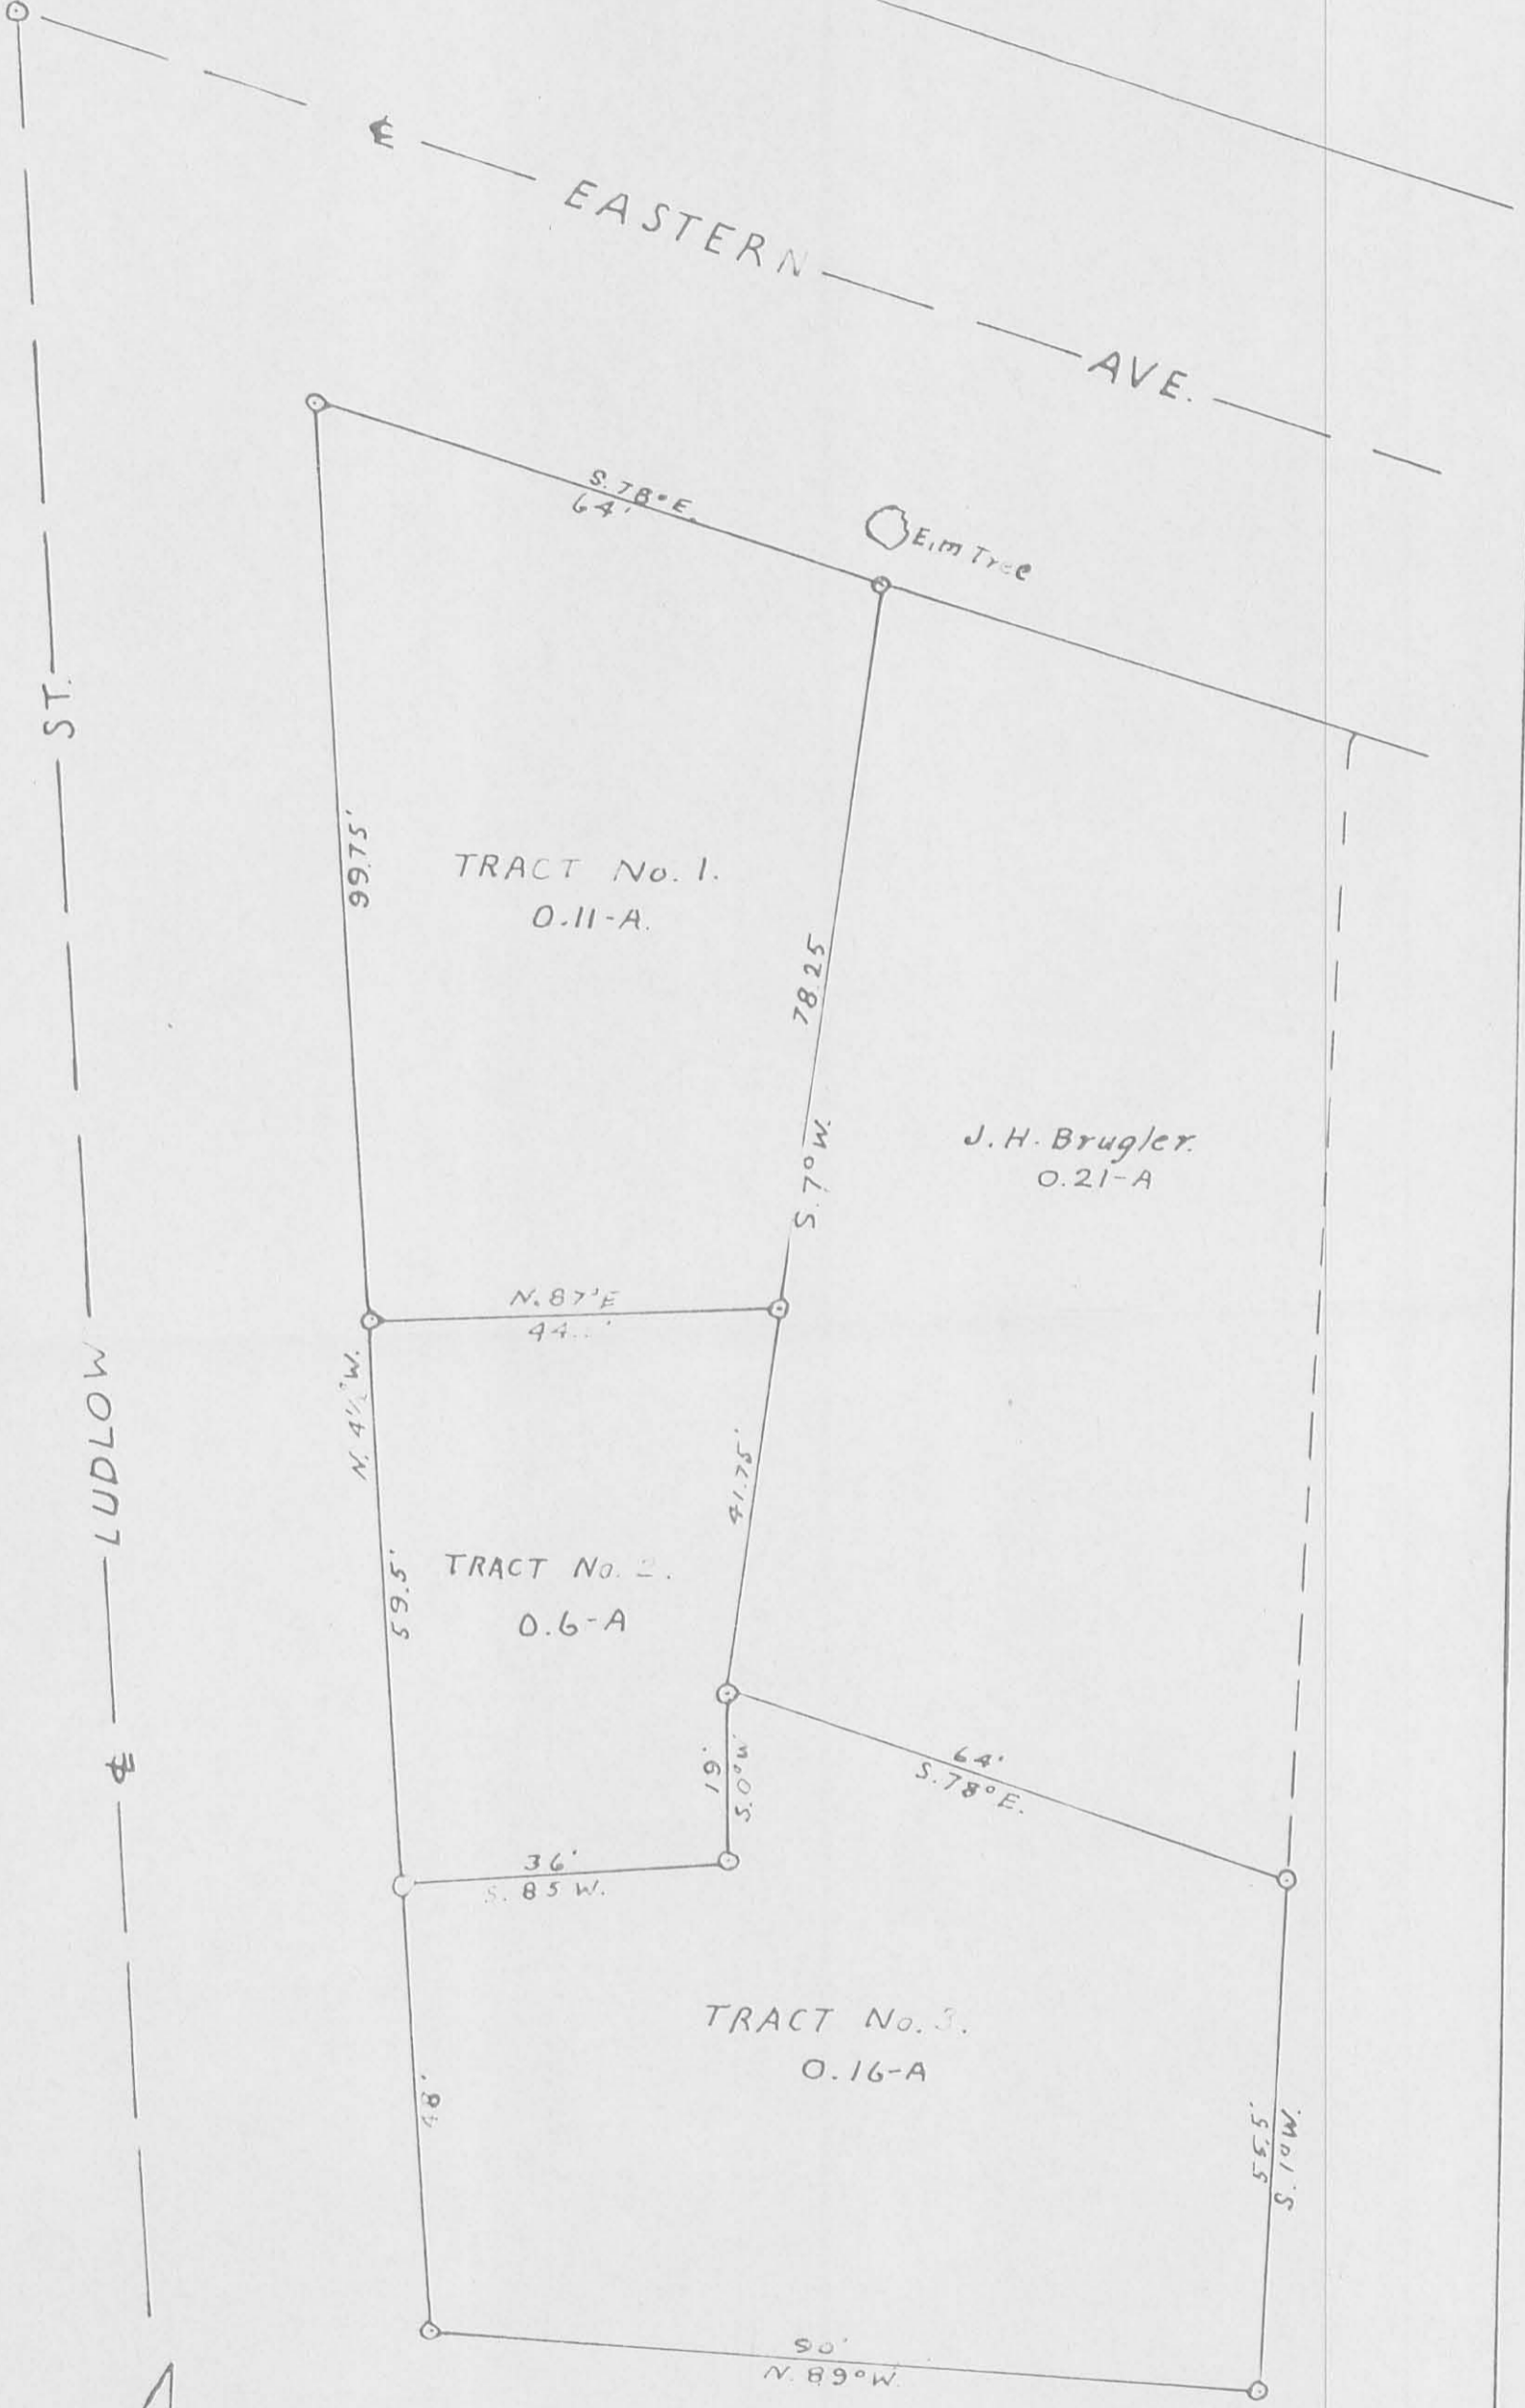 ℄
EASTERN
AVE.
S. 78° E.
64'
Elm Tree
ST.
99.75'
TRACT No. 1.
0.11-A.
78.25
S. 7° W.
J. H. Brugler.
0.21-A
N. 87° E
44
LUDLOW
N. 4½° W.
41.75'
59.5'
TRACT No. 2.
0.6-A
℄
19'
S. 0° W
64'
S. 78° E.
36'
S. 85 W.
TRACT No. 3.
0.16-A
48'
55.5'
S. 1° W.
90'
N. 89° W.